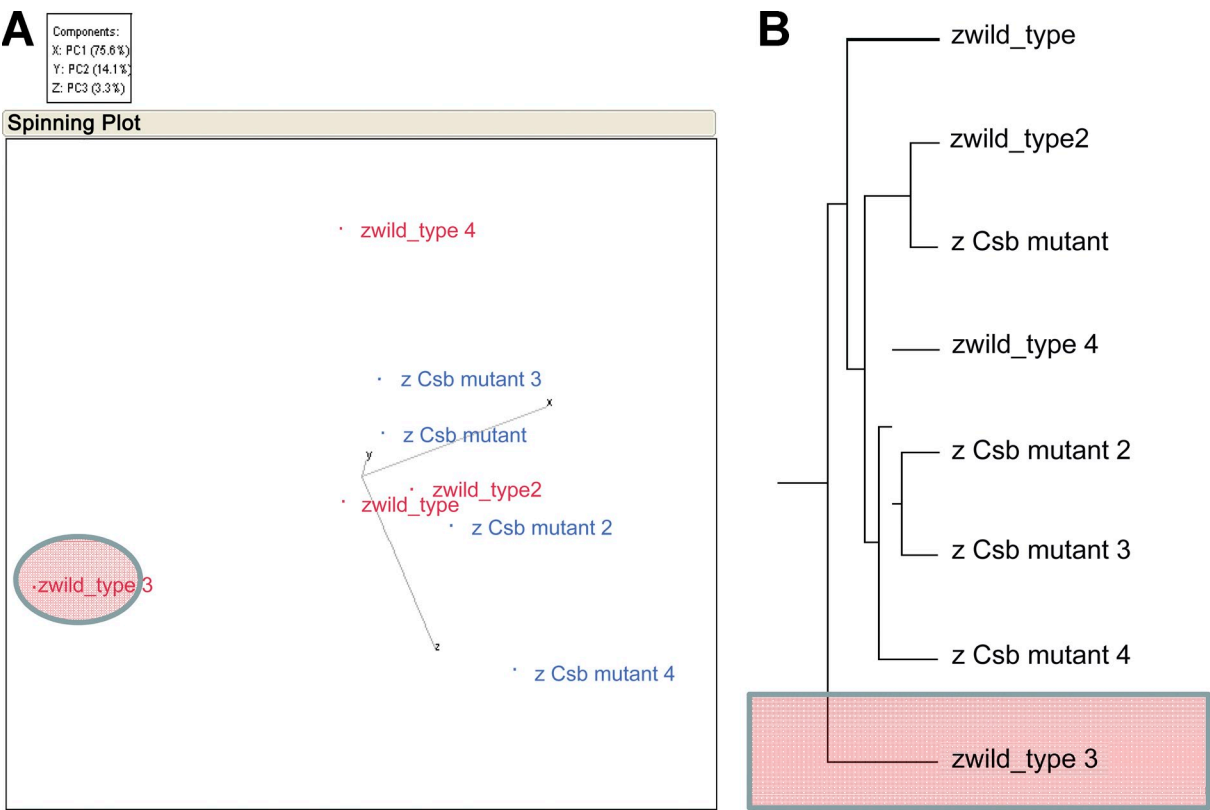 A
Components:
X: PC1 (75.6%)
Y: PC2 (14.1%)
Z: PC3 (3.3%)
Spinning Plot
zwild_type 4
z Csb mutant 3
x
z Csb mutant
y
zwild_type2
zwild_type
z Csb mutant 2
zwild_type 3
z
z Csb mutant 4
B
zwild_type
zwild_type2
z Csb mutant
zwild_type 4
z Csb mutant 2
z Csb mutant 3
z Csb mutant 4
zwild_type 3